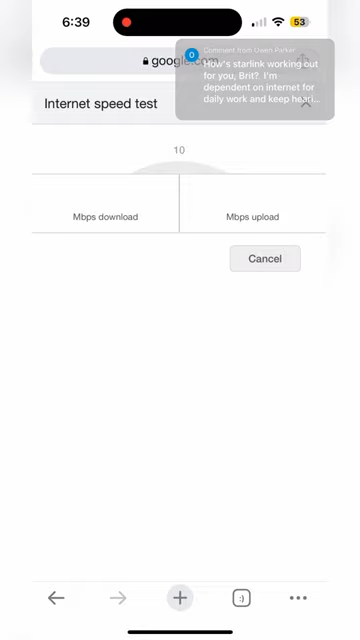 6:39
53
google.com
Comment from Owen Parker
How's starlink working out
for you, Brit? I'm
dependent on internet for
daily work and keep heari...
Internet speed test
10
Mbps download
Mbps upload
Cancel
:)